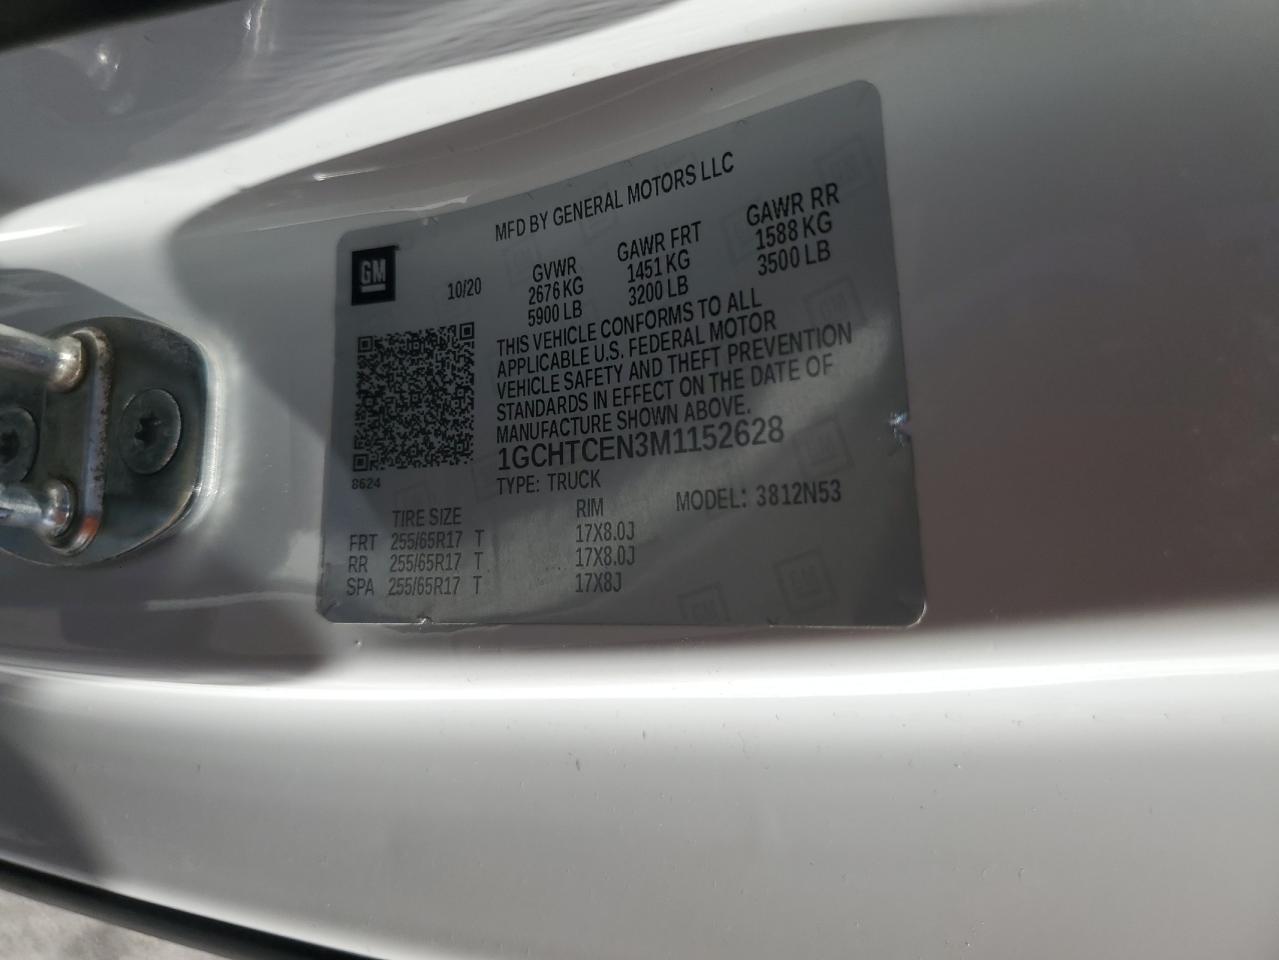 MFD BY GENERAL MOTORS LLC
GM
10/20
GVWR GAWR FRT GAWR RR
2676 KG 1451 KG 1588 KG
5900 LB 3200 LB 3500 LB
THIS VEHICLE CONFORMS TO ALL
APPLICABLE U.S. FEDERAL MOTOR
VEHICLE SAFETY AND THEFT PREVENTION
STANDARDS IN EFFECT ON THE DATE OF
MANUFACTURE SHOWN ABOVE.
1GCHTCEN3M1152628
8624
TYPE: TRUCK
MODEL: 3812N53
TIRE SIZE RIM
FRT 255/65R17 T 17X8.0J
RR 255/65R17 T 17X8.0J
SPA 255/65R17 T 17X8J